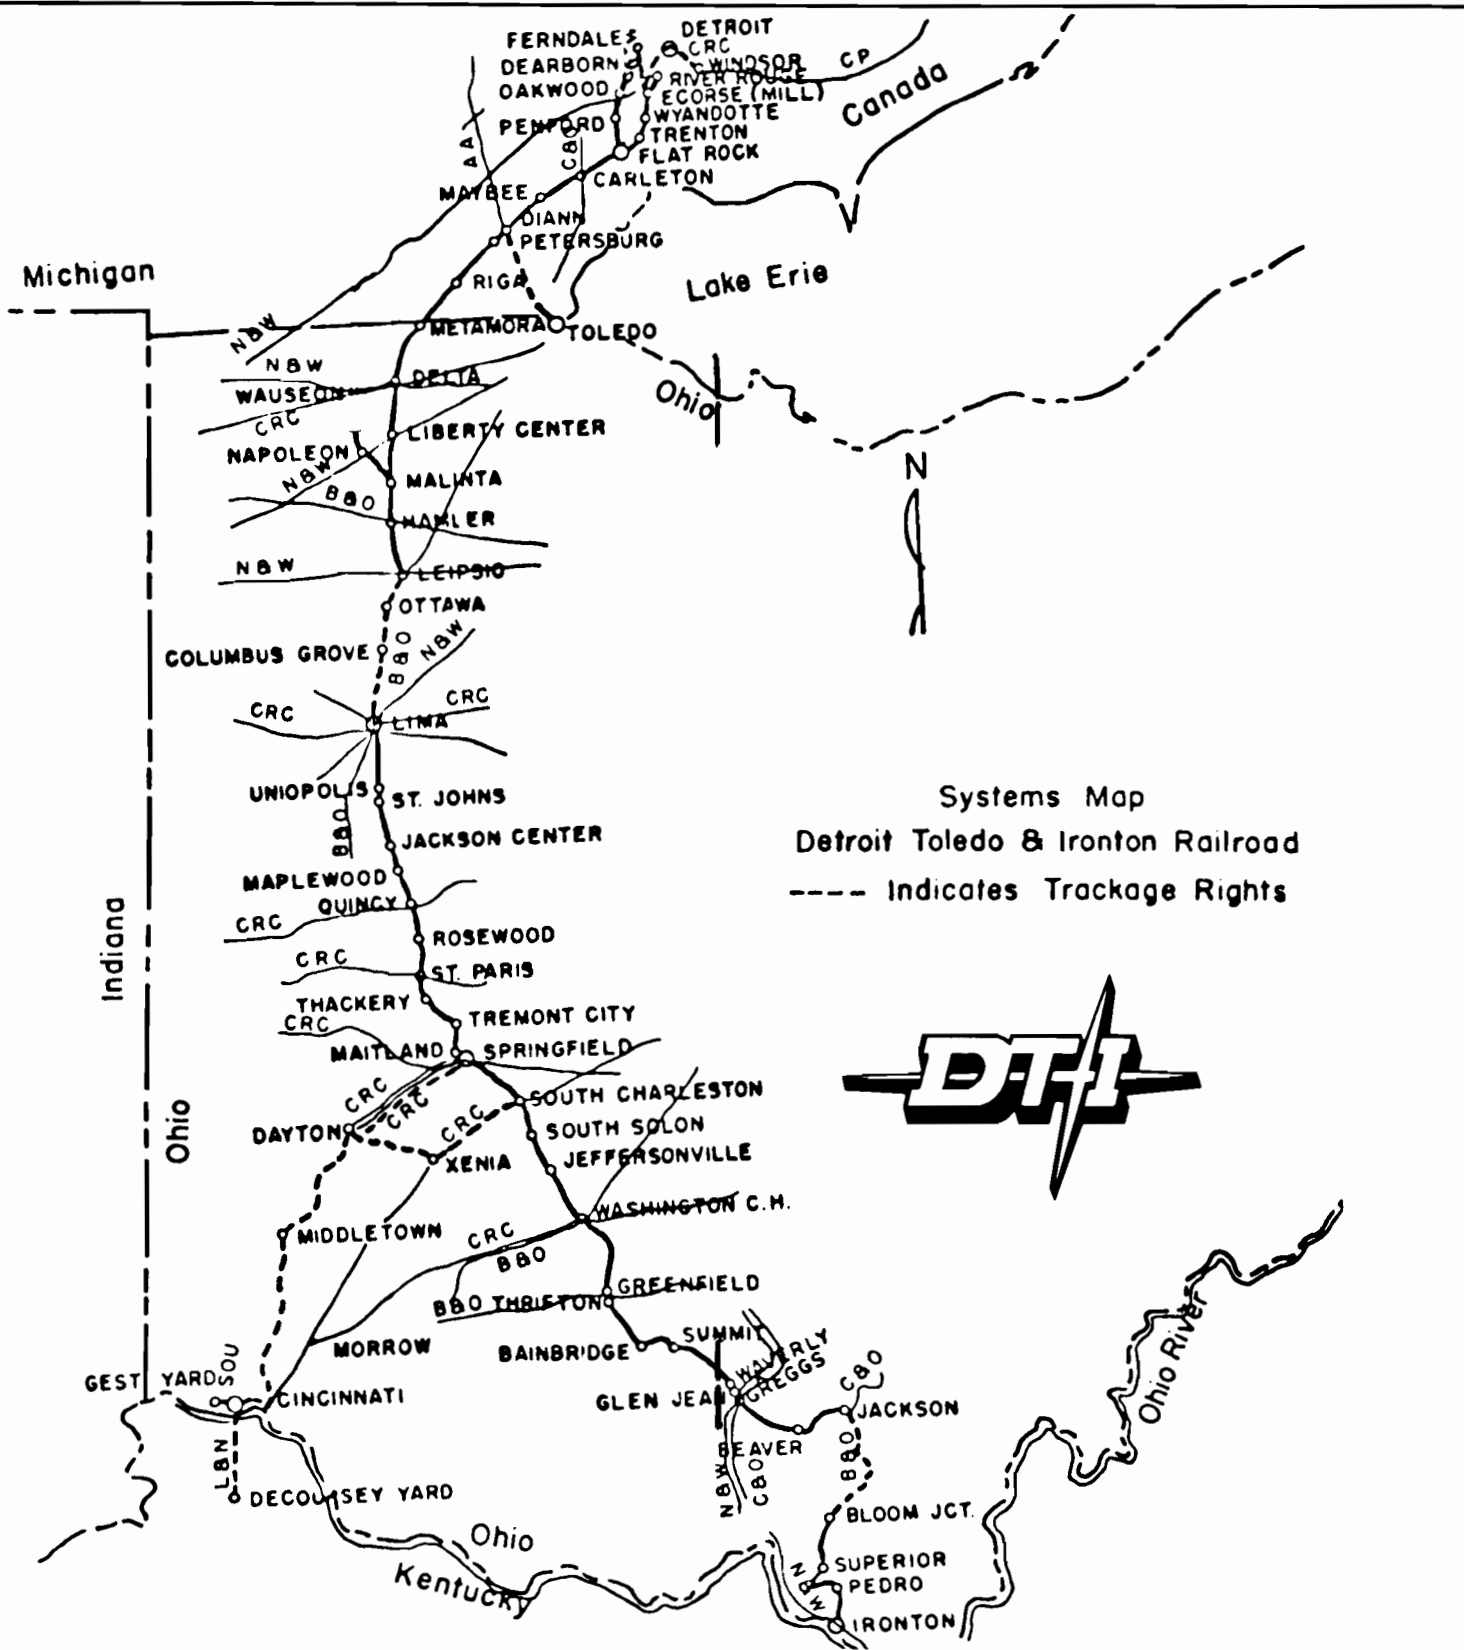 FERNDALE
DETROIT
CRC
DEARBORN
WINDSOR
CP
RIVER ROUGE
OAKWOOD
ECORSE (MILL)
Canada
WYANDOTTE
PENFORD
TRENTON
C&O
AA
FLAT ROCK
CARLETON
MAYBEE
DIANN
PETERSBURG
Michigan
RIGA
Lake Erie
N&W
METAMORA
TOLEDO
N&W
DELTA
WAUSEON
Ohio
CRC
LIBERTY CENTER
NAPOLEON
N
N&W
MALINTA
B&O
HAMLER
N&W
LEIPSIC
OTTAWA
COLUMBUS GROVE
B&O
N&W
CRC
CRC
LIMA
UNIOPOLIS
ST. JOHNS
Systems Map
B&O
JACKSON CENTER
Detroit Toledo & Ironton Railroad
MAPLEWOOD
---- Indicates Trackage Rights
QUINCY
CRC
ROSEWOOD
Indiana
CRC
ST. PARIS
THACKERY
TREMONT CITY
CRC
MAITLAND
SPRINGFIELD
DT&I
CRC
SOUTH CHARLESTON
CRC
CRC
Ohio
DAYTON
SOUTH SOLON
XENIA
JEFFERSONVILLE
WASHINGTON C.H.
MIDDLETOWN
CRC
B&O
GREENFIELD
B&O
THRIFTON
SUMMIT
MORROW
BAINBRIDGE
WAVERLY
GREGGS
Ohio River
GEST YARD
SOU
CINCINNATI
GLEN JEAN
C&O
JACKSON
BEAVER
B&O
L&N
N&W
C&O
DECOURSEY YARD
BLOOM JCT.
Ohio
Kentucky
SUPERIOR
N&W
PEDRO
IRONTON